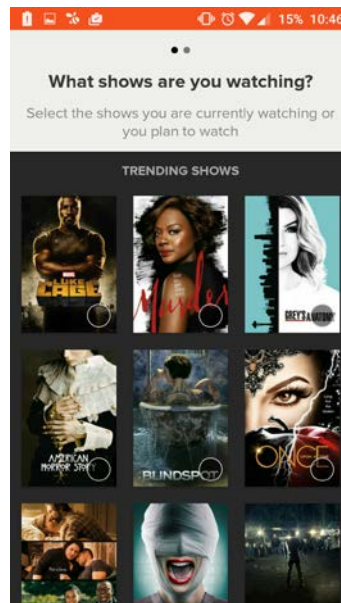 15% 10:46
What shows are you watching?
Select the shows you are currently watching or
you plan to watch
TRENDING SHOWS
MARVEL
LUKE
CAGE
Murder
GREY'S ANATOMY
AMERICAN
HORROR STORY
BLINDSPOT
ONCE